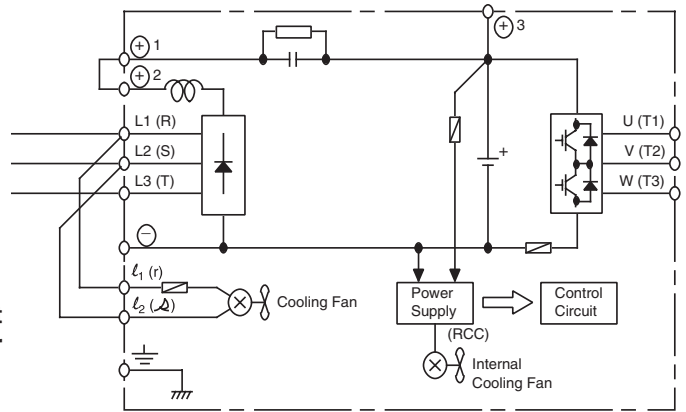 ⊕ 3
⊕ 1
⊕ 2
L1 (R)
L2 (S)
L3 (T)
U (T1)
V (T2)
W (T3)
+
⊖
ℓ1 (r)
ℓ2 (s)
Cooling Fan
Power
Supply
(RCC)
Control
Circuit
Internal
Cooling Fan